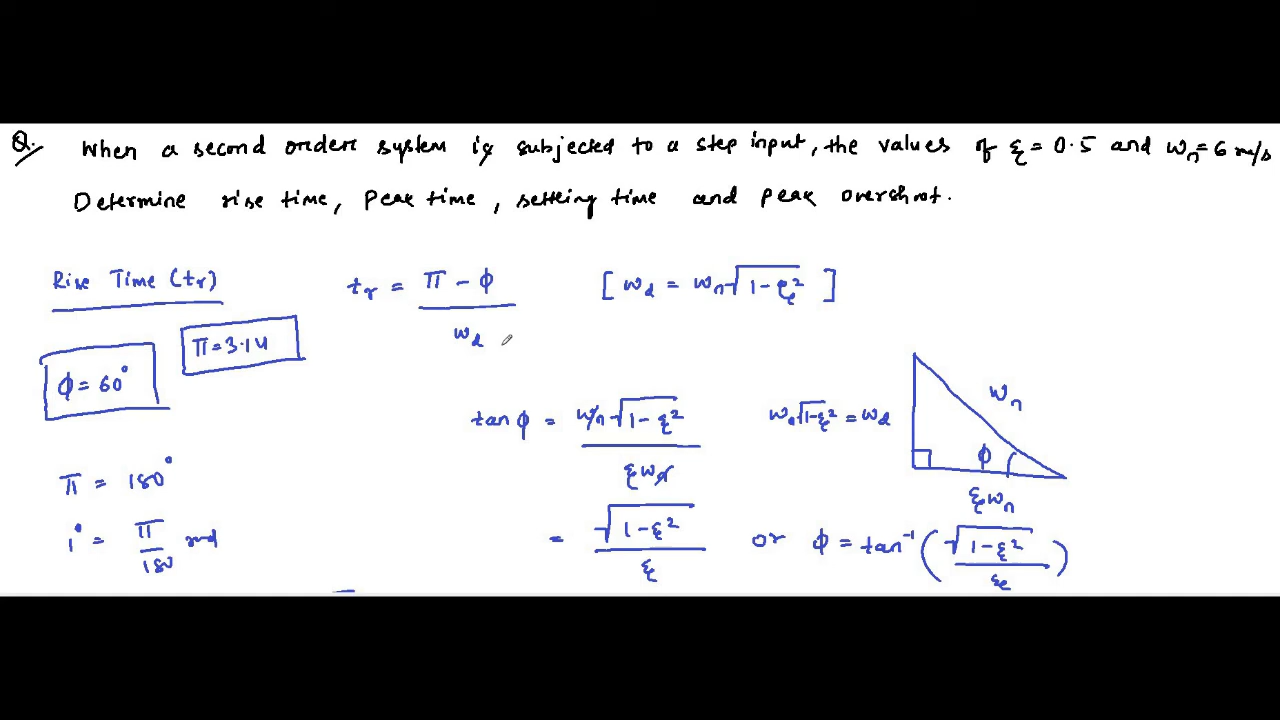 Q. When a second orderr system is subjected to a step input, the values of ξ = 0.5 and ωn = 6 r/s
Determine rise time, Peak time, settling time and peak overshoot.
Rise Time (tr) tr = π - ϕ / ωd [ ωd = ωn √1-ξ² ]
π = 3.14
ϕ = 60°
tan ϕ = ωn √1-ξ² / ξωn
ωn√1-ξ² = ωd
ωn
ϕ
ξωn
π = 180°
1° = π/180 rad
= √1-ξ² / ξ or ϕ = tan⁻¹ ( √1-ξ² / ξ )